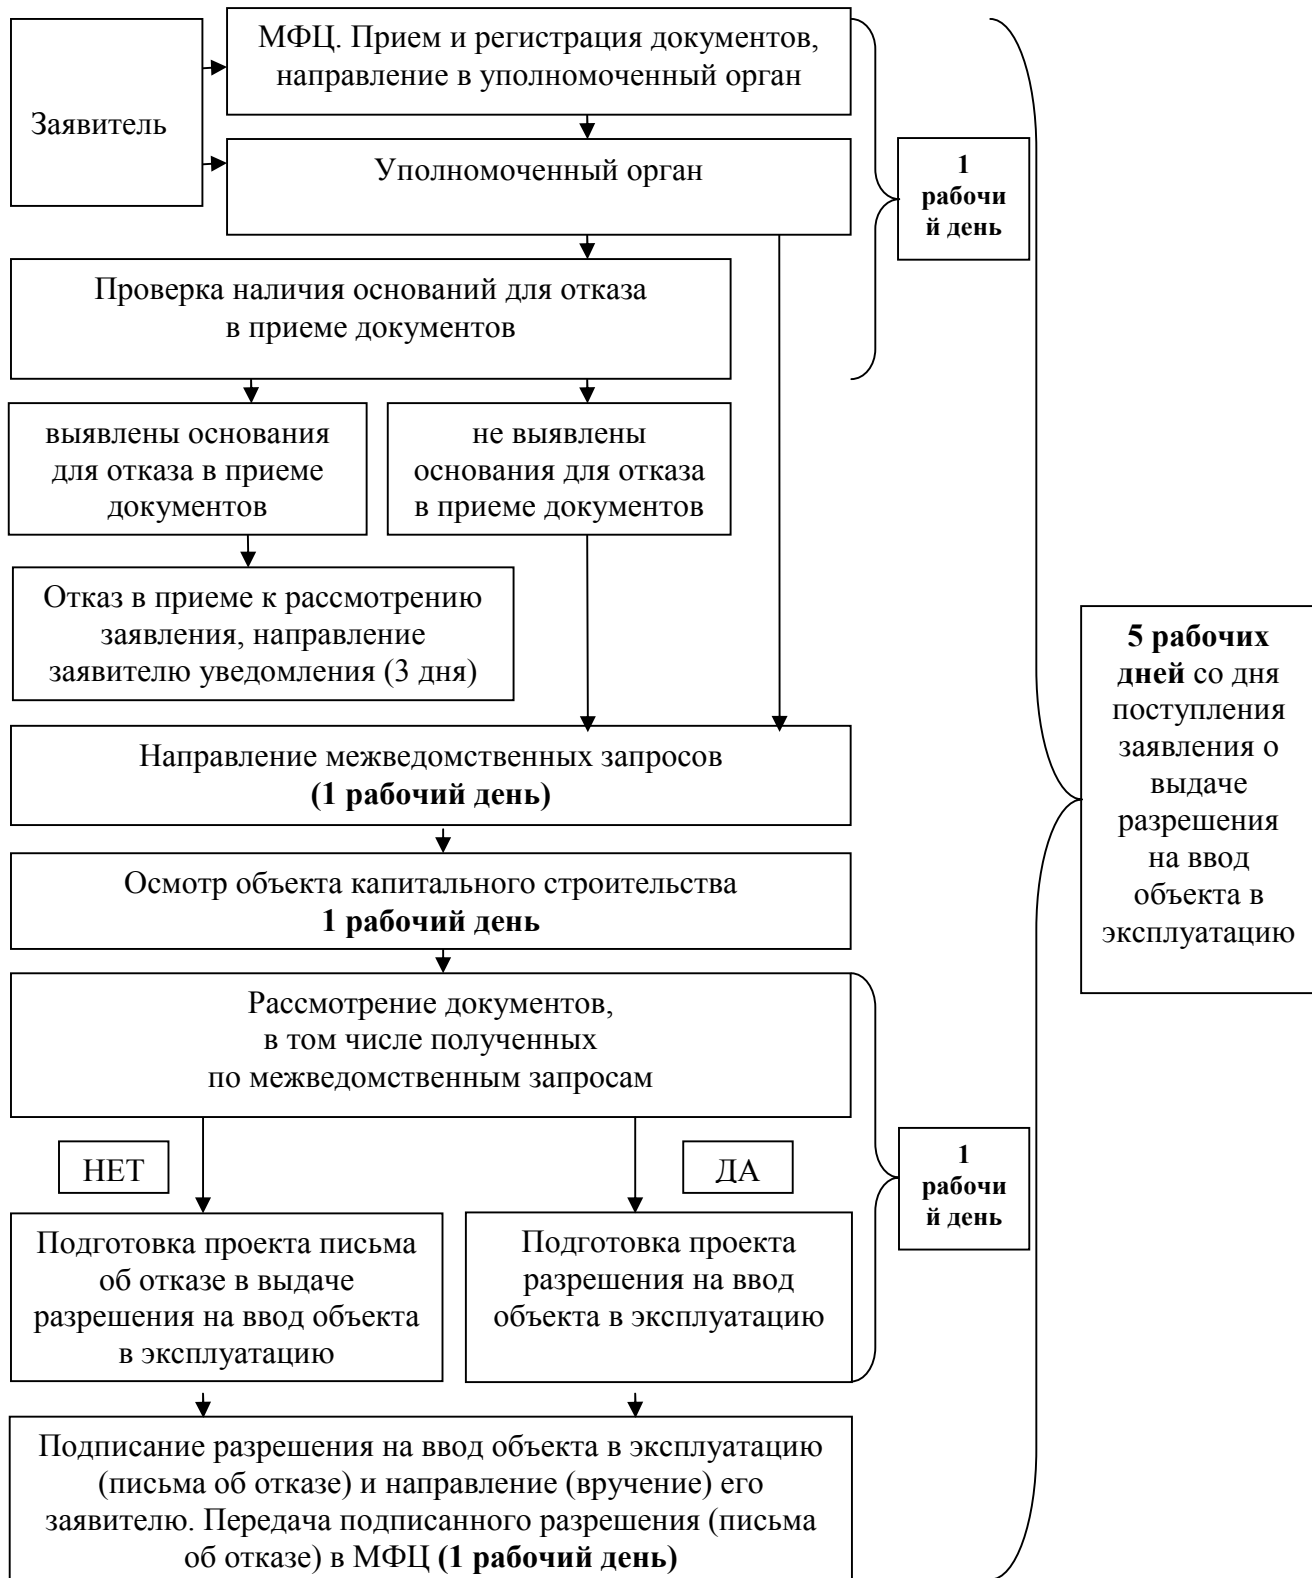 Заявитель
МФЦ. Прием и регистрация документов,
направление в уполномоченный орган
Уполномоченный орган
1
рабочи
й день
Проверка наличия оснований для отказа
в приеме документов
выявлены основания
для отказа в приеме
документов
не выявлены
основания для отказа
в приеме документов
Отказ в приеме к рассмотрению
заявления, направление
заявителю уведомления (3 дня)
5 рабочих
дней со дня
поступления
заявления о
выдаче
разрешения
на ввод
объекта в
эксплуатацию
Направление межведомственных запросов
(1 рабочий день)
Осмотр объекта капитального строительства
1 рабочий день
Рассмотрение документов,
в том числе полученных
по межведомственным запросам
НЕТ
ДА
1
рабочи
й день
Подготовка проекта письма
об отказе в выдаче
разрешения на ввод объекта
в эксплуатацию
Подготовка проекта
разрешения на ввод
объекта в эксплуатацию
Подписание разрешения на ввод объекта в эксплуатацию
(письма об отказе) и направление (вручение) его
заявителю. Передача подписанного разрешения (письма
об отказе) в МФЦ (1 рабочий день)